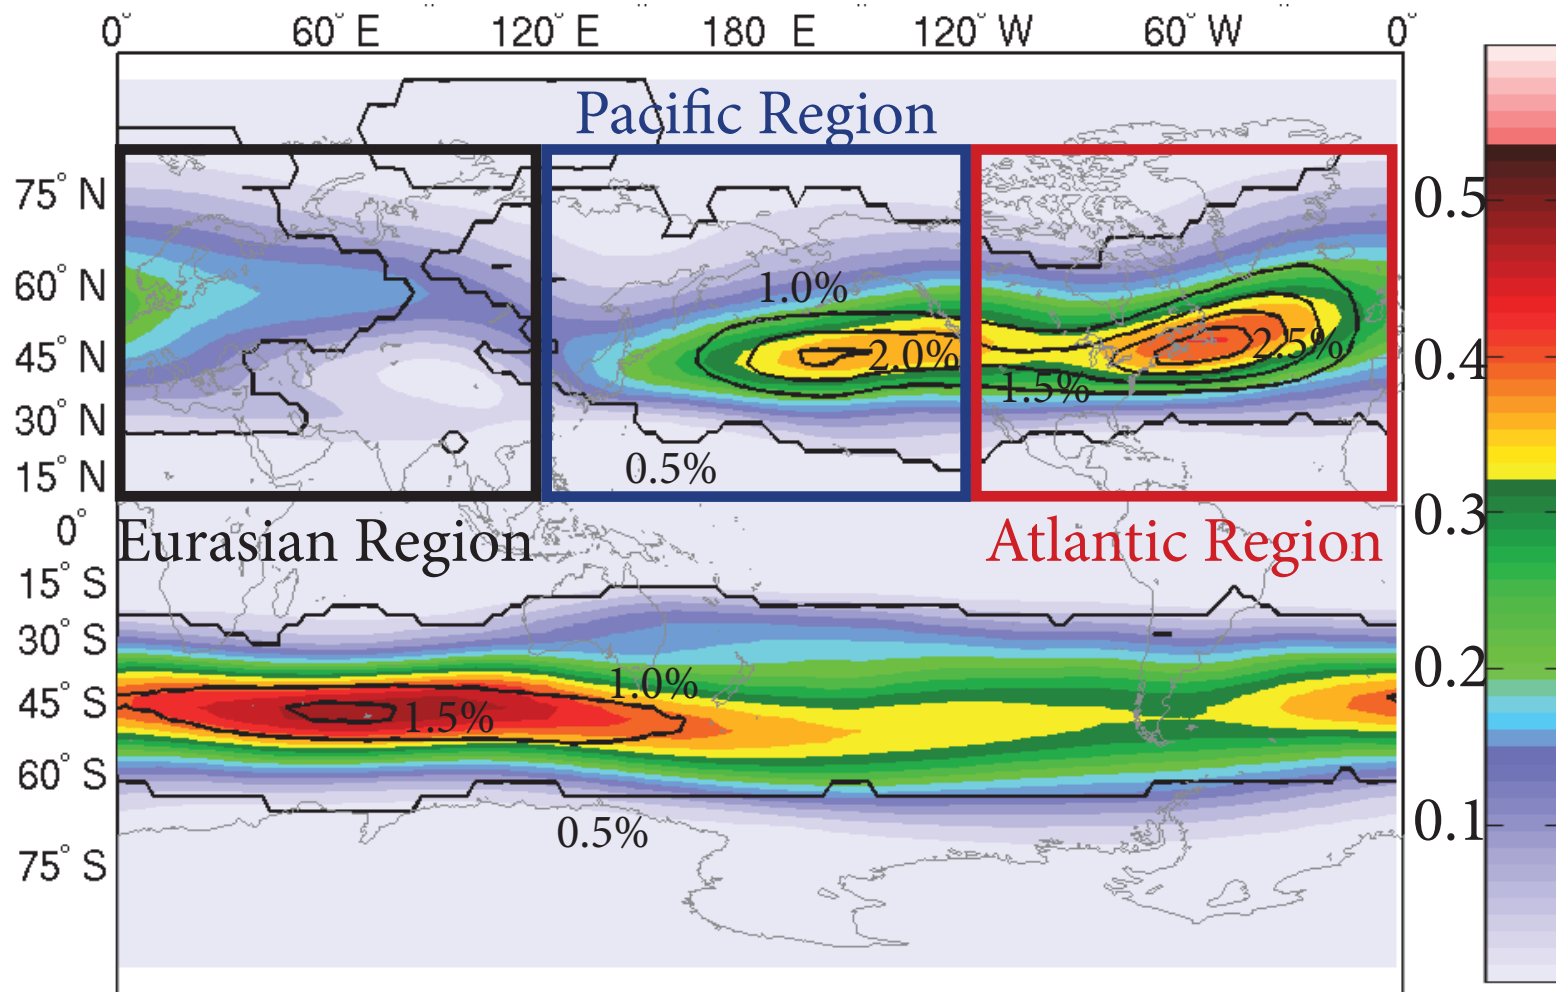 0° 60° E 120° E 180 E 120° W 60° W 0°
Pacific Region
75° N
60° N
45° N
30° N
15° N
0°
15° S
30° S
45° S
60° S
75° S
1.0%
2.0%
2.5%
1.5%
0.5%
Eurasian Region
Atlantic Region
1.0%
1.5%
0.5%
0.5
0.4
0.3
0.2
0.1